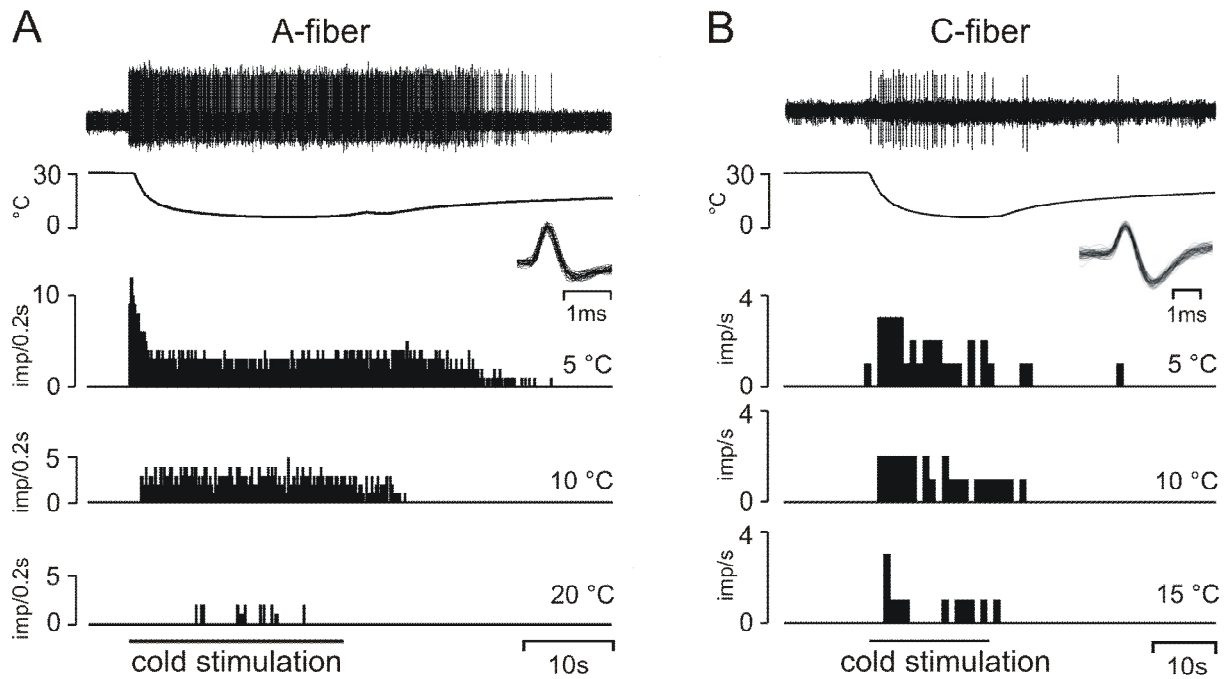 A
A-fiber
30
0
°C
1ms
10
0
imp/0.2s
5 °C
5
0
imp/0.2s
10 °C
5
0
imp/0.2s
20 °C
cold stimulation
10s
B
C-fiber
30
0
°C
1ms
4
0
imp/s
5 °C
4
0
imp/s
10 °C
4
0
imp/s
15 °C
cold stimulation
10s